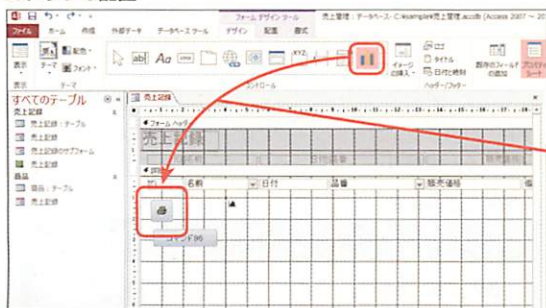 フォーム デザイン ツール
売上管理 : データベース- C:¥example¥売上管理.accdb (Access 2007 ～ 20
ファイル ホーム 作成 外部データ データベース ツール デザイン 配置 書式
表示
テーマ
配色
フォント
ab|
Aa
XYZ
イメージの挿入
ロゴ
タイトル
日付と時刻
既存のフィールドの追加
プロパティシート
表示 テーマ コントロール ヘッダー/フッター
すべてのテーブル
売上記録
売上記録 : テーブル
売上記録
売上記録のサブフォーム
売上記録
商品
商品 : テーブル
売上記録
売上記録
フォーム ヘッダー
売上記録
詳細
名前 日付 品番 販売価格
コマンド96